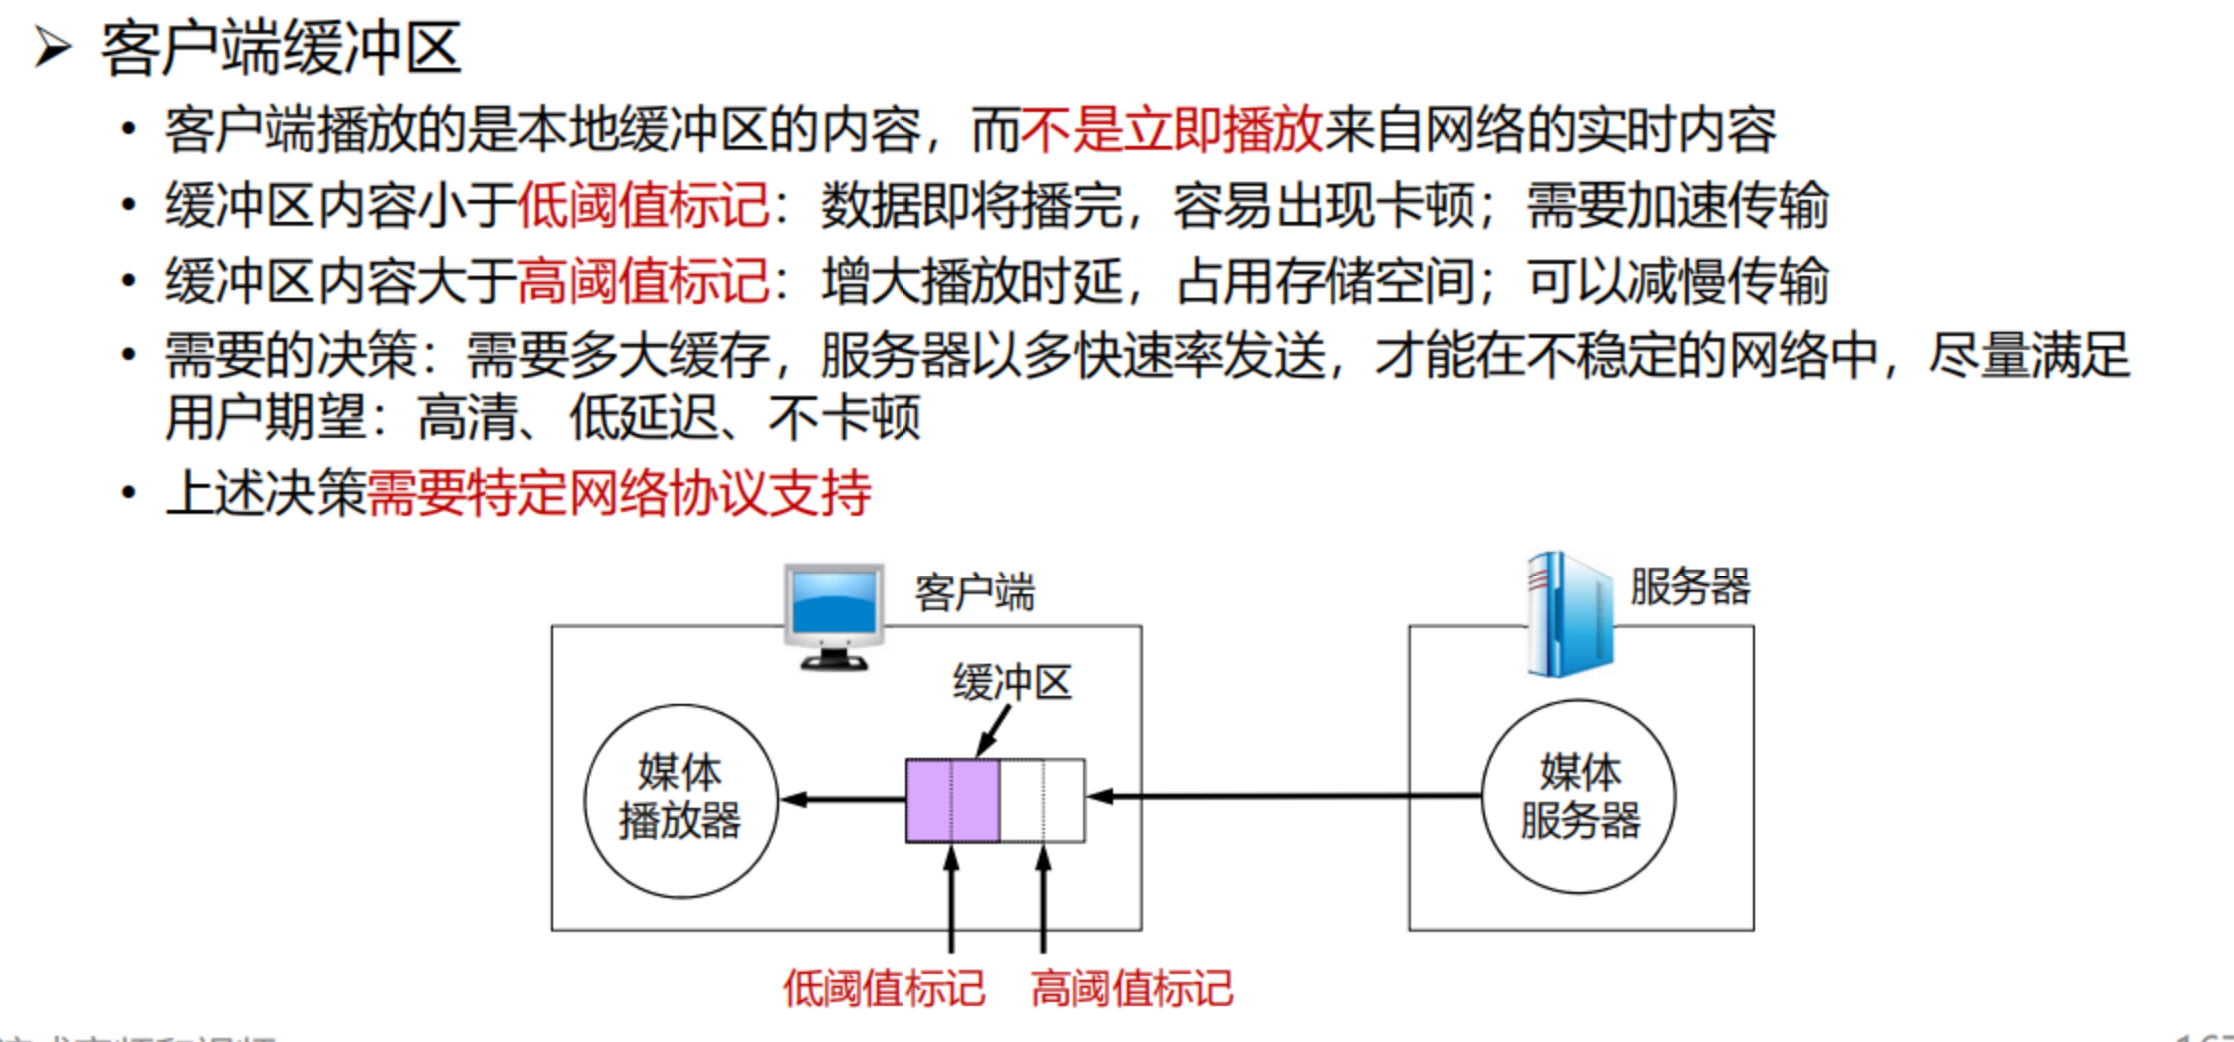 ➢ 客户端缓冲区
• 客户端播放的是本地缓冲区的内容，而不是立即播放来自网络的实时内容
• 缓冲区内容小于低阈值标记：数据即将播完，容易出现卡顿；需要加速传输
• 缓冲区内容大于高阈值标记：增大播放时延，占用存储空间；可以减慢传输
• 需要的决策：需要多大缓存，服务器以多快速率发送，才能在不稳定的网络中，尽量满足
用户期望：高清、低延迟、不卡顿
• 上述决策需要特定网络协议支持
客户端
服务器
缓冲区
媒体
播放器
媒体
服务器
低阈值标记 高阈值标记